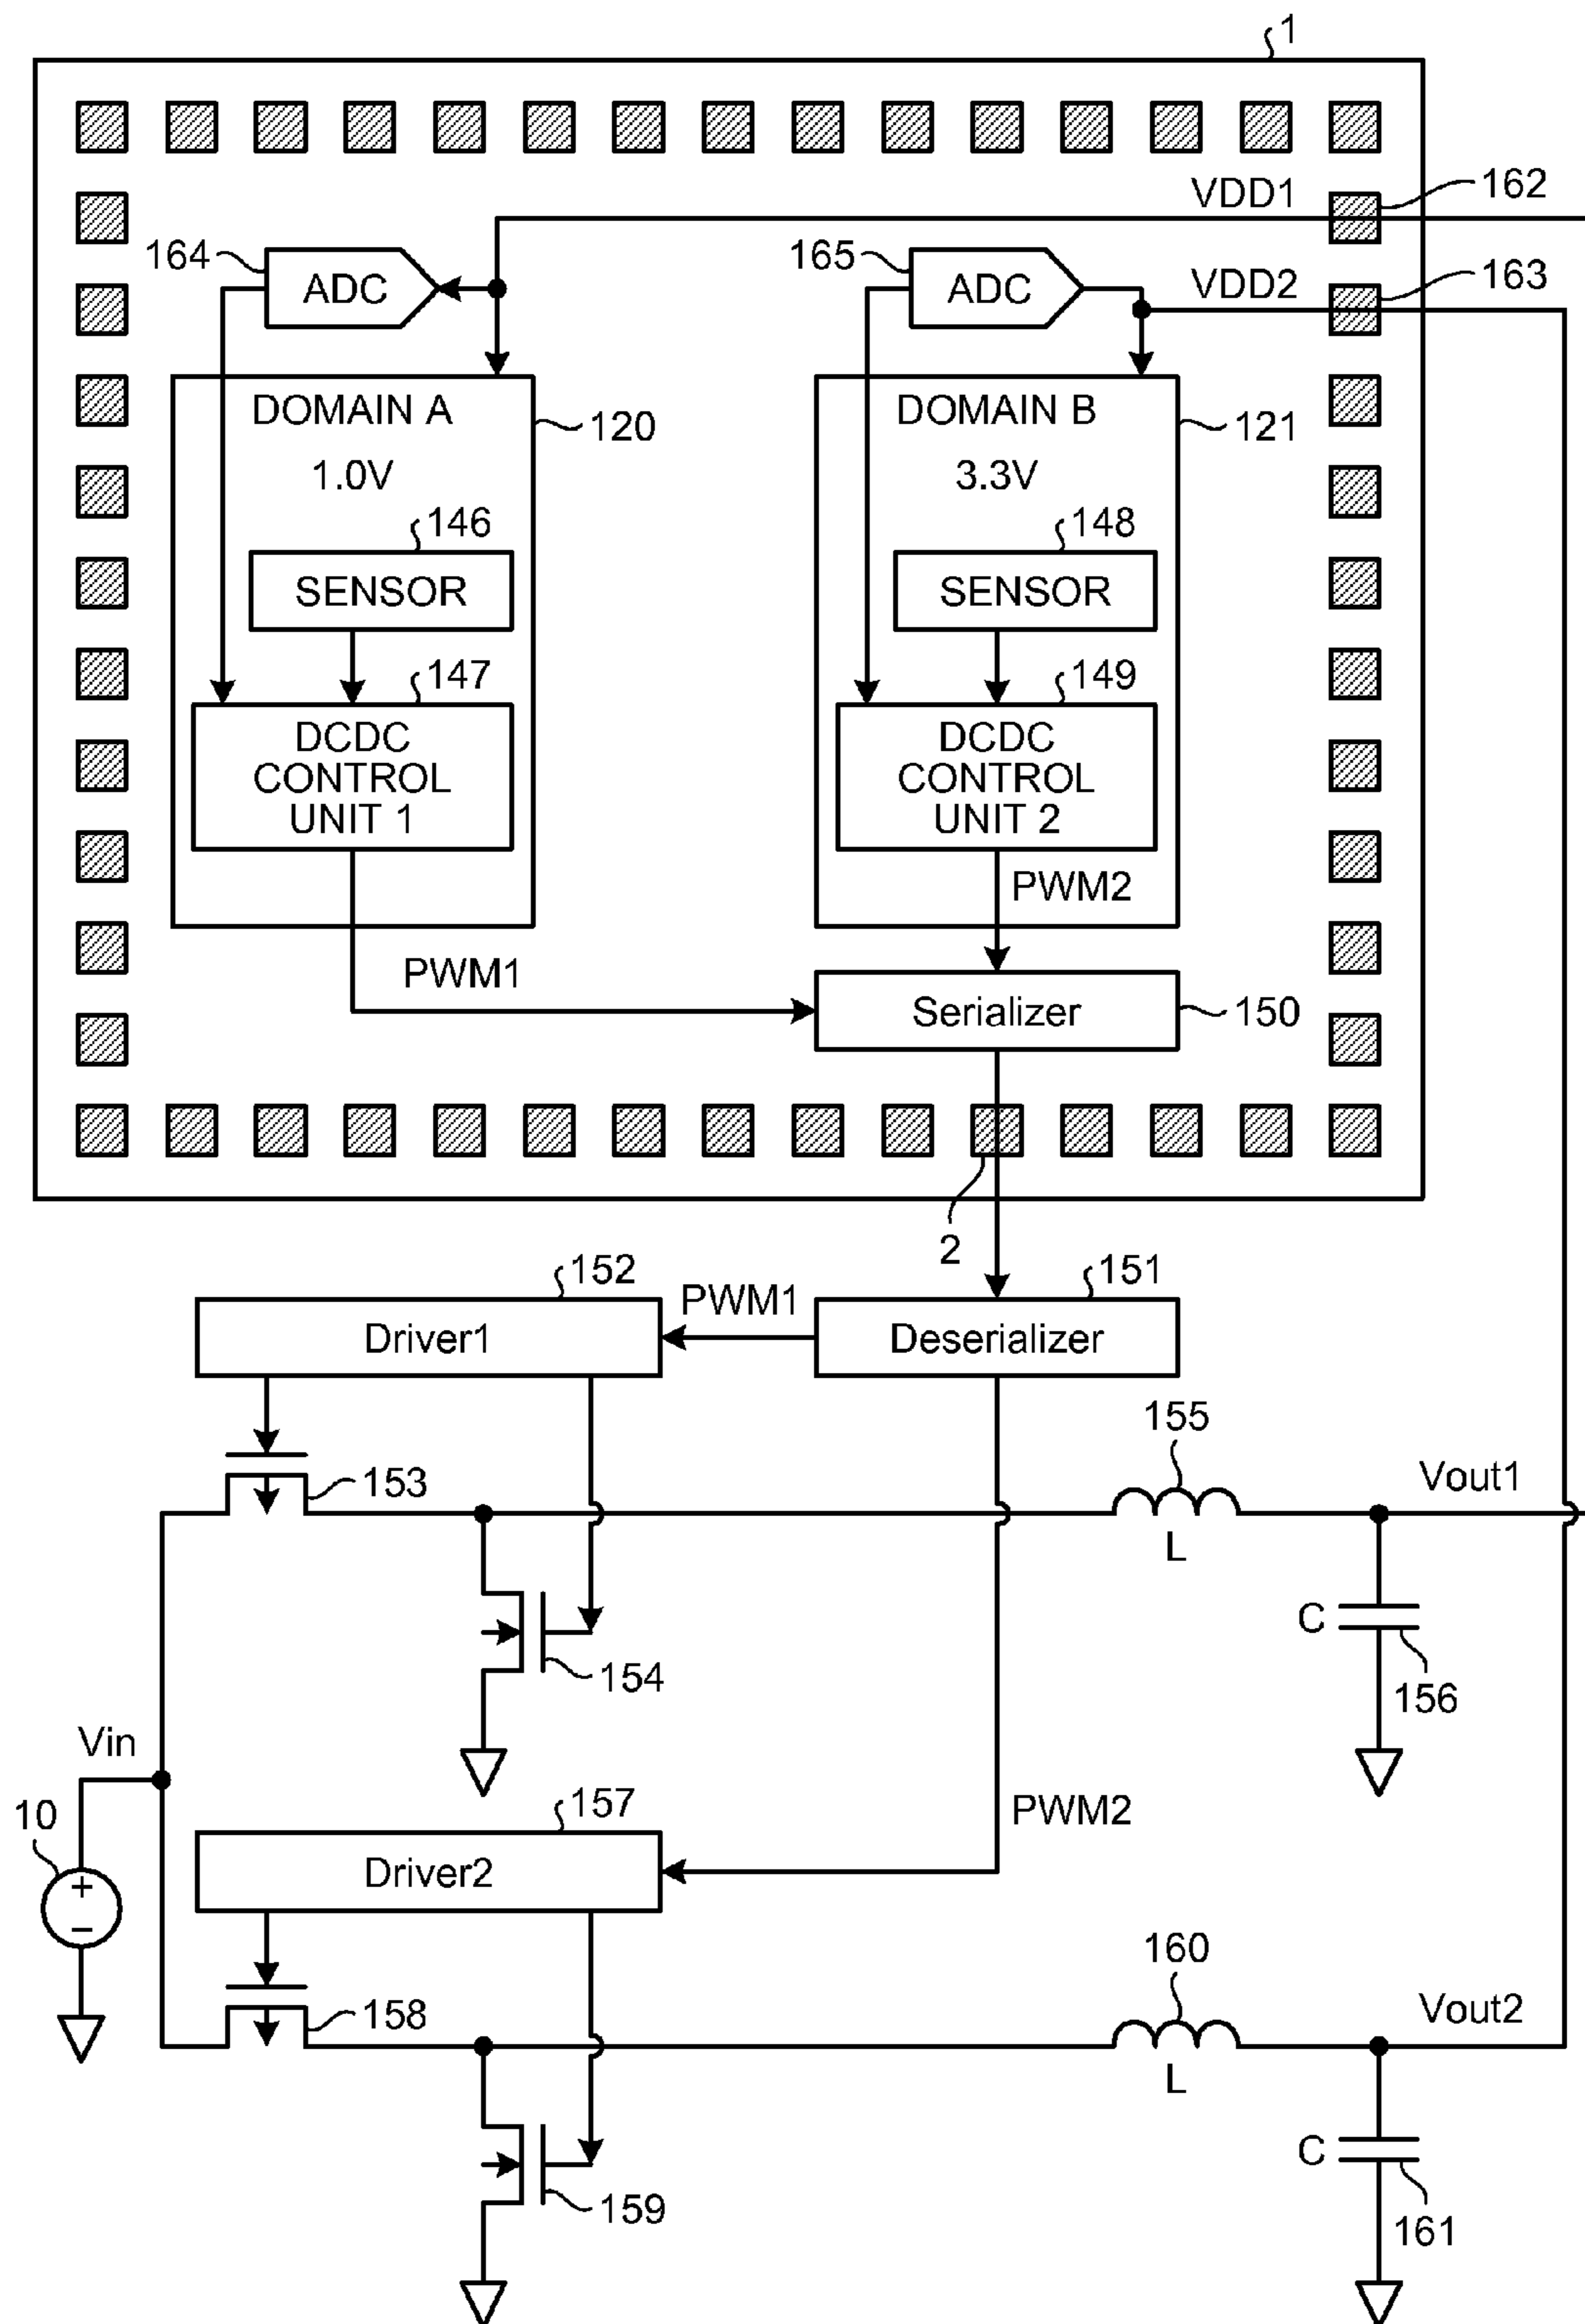 1
VDD1
162
164
ADC
165
ADC
VDD2
163
DOMAIN A
120
1.0V
146
SENSOR
147
DCDC
CONTROL
UNIT 1
DOMAIN B
121
3.3V
148
SENSOR
149
DCDC
CONTROL
UNIT 2
PWM2
PWM1
Serializer
150
2
152
Driver1
PWM1
151
Deserializer
153
155
L
Vout1
154
C
156
Vin
10
+
−
157
Driver2
PWM2
158
160
L
Vout2
159
C
161